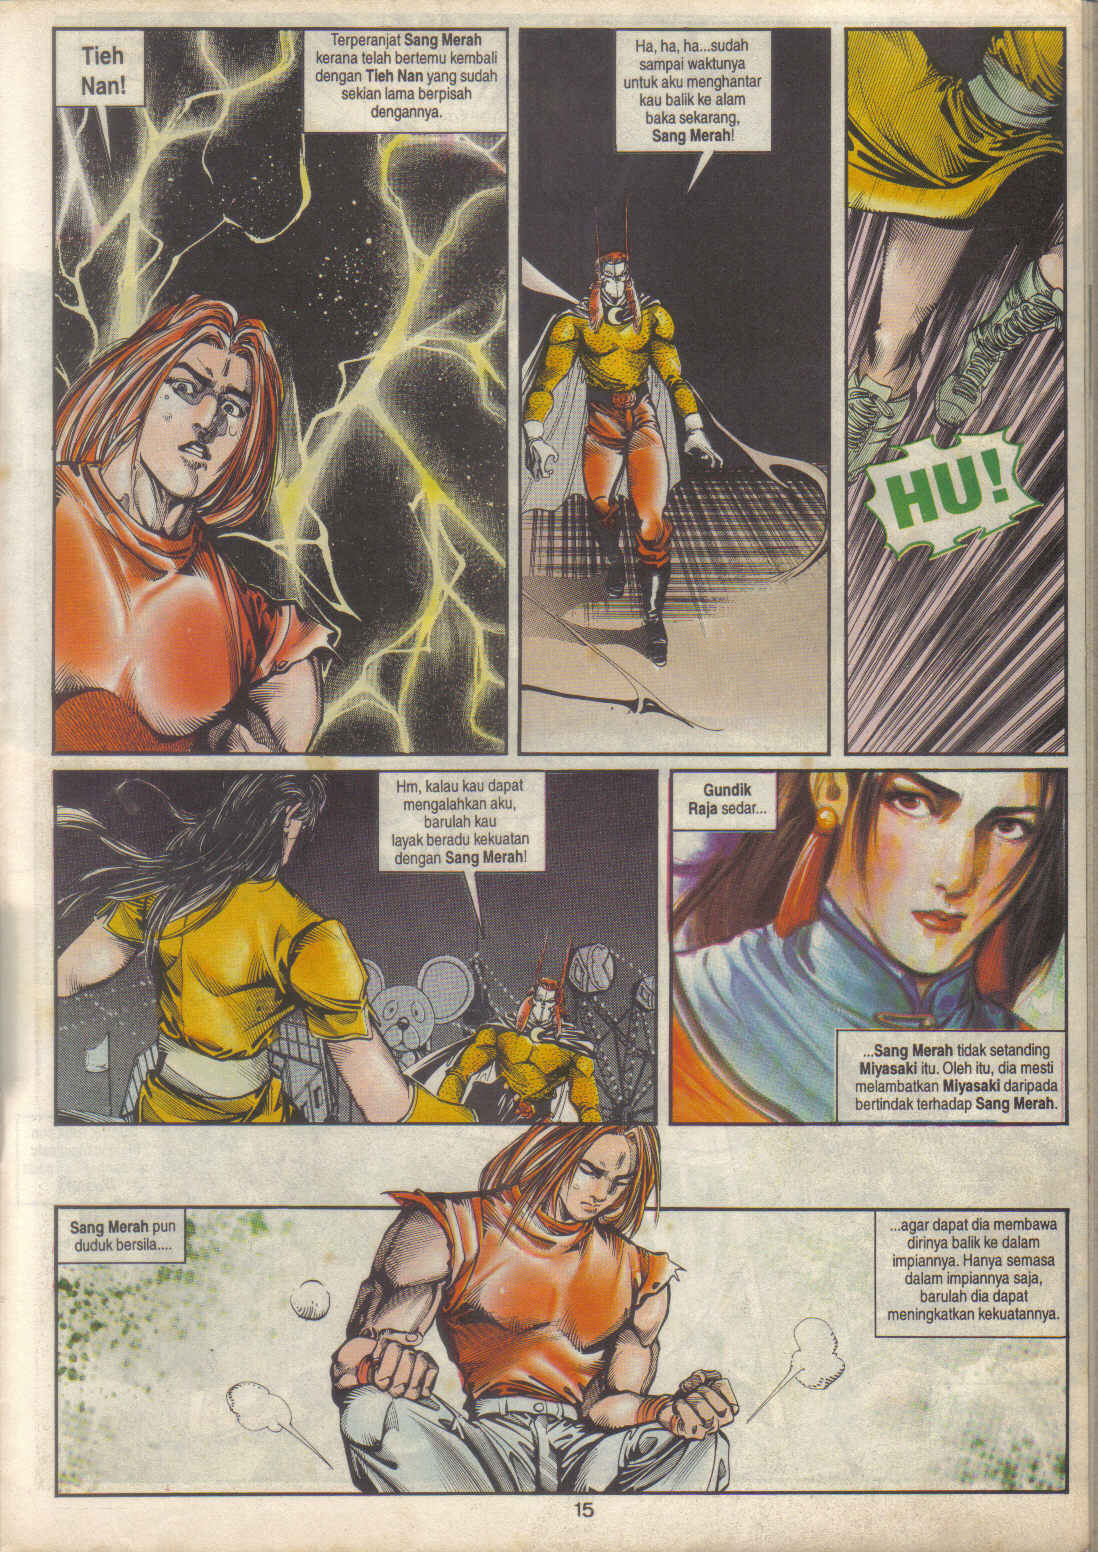 Tieh
Nan!
Terperanjat Sang Merah
kerana telah bertemu kembali
dengan Tieh Nan yang sudah
sekian lama berpisah
dengannya.
Ha, ha, ha...sudah
sampai waktunya
untuk aku menghantar
kau balik ke alam
baka sekarang,
Sang Merah!
HU!
Hm, kalau kau dapat
mengalahkan aku,
barulah kau
layak beradu kekuatan
dengan Sang Merah!
Gundik
Raja sedar...
...Sang Merah tidak setanding
Miyasaki itu. Oleh itu, dia mesti
melambatkan Miyasaki daripada
bertindak terhadap Sang Merah.
Sang Merah pun
duduk bersila....
...agar dapat dia membawa
dirinya balik ke dalam
impiannya. Hanya semasa
dalam impiannya saja,
barulah dia dapat
meningkatkan kekuatannya.
15